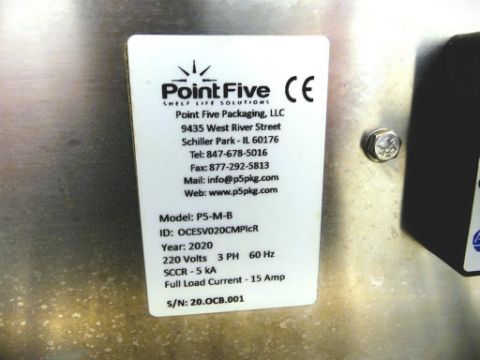 PointFive
SHELF LIFE SOLUTIONS
CE
Point Five Packaging, LLC
9435 West River Street
Schiller Park - IL 60176
Tel: 847-678-5016
Fax: 877-292-5813
Mail: info@p5pkg.com
Web: www.p5pkg.com
Model: P5-M-B
ID: OCESV020CMPlcR
Year: 2020
220 Volts 3 PH 60 Hz
SCCR - 5 kA
Full Load Current - 15 Amp
S/N: 20.OCB.001